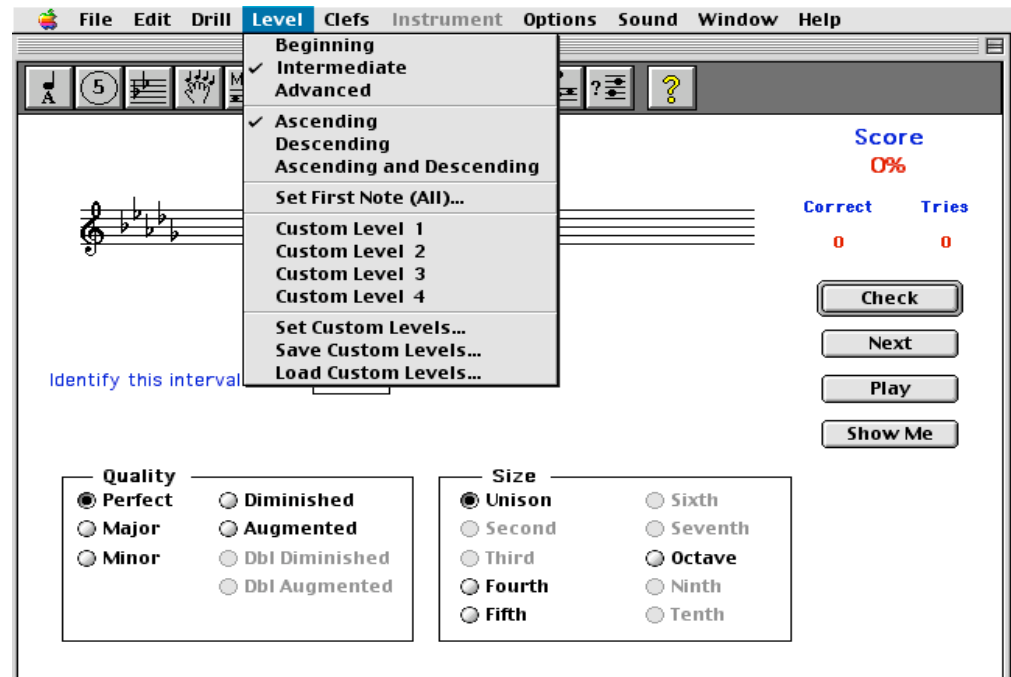 File Edit Drill Level Clefs Instrument Options Sound Window Help
Beginning
✓ Intermediate
Advanced
✓ Ascending
Descending
Ascending and Descending
Set First Note (All)...
Custom Level 1
Custom Level 2
Custom Level 3
Custom Level 4
Set Custom Levels...
Save Custom Levels...
Load Custom Levels...
A 5 M ? ?
Score
0%
Correct Tries
0 0
Check
Next
Play
Show Me
Identify this interval
Quality
Perfect Diminished
Major Augmented
Minor Dbl Diminished
Dbl Augmented
Size
Unison Sixth
Second Seventh
Third Octave
Fourth Ninth
Fifth Tenth